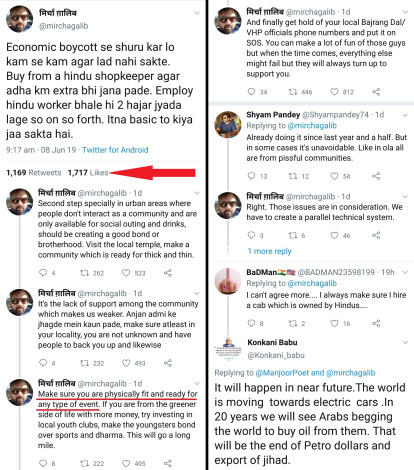 मिर्चा ग़ालिब
@mirchagalib
Economic boycott se shuru kar lo
kam se kam agar lad nahi sakte.
Buy from a hindu shopkeeper agar
adha km extra bhi jana pade. Employ
hindu worker bhale hi 2 hajar jyada
lage so on so forth. Itna basic to kiya
jaa sakta hai.
9:17 am · 08 Jun 19 · Twitter for Android
1,169 Retweets 1,717 Likes
मिर्चा ग़ालिब @mirchagalib · 1d
Second step specially in urban areas where
people don't interact as a community and are
only available for social outing and drinks,
should be creating a good bond or
brotherhood. Visit the local temple, make a
community which is ready for thick and thin.
4 262 523
मिर्चा ग़ालिब @mirchagalib · 1d
It's the lack of support among the community
which makes us weaker. Anjan admi ke
jhagde mein kaun pade, make sure atleast in
your locality, you are not unknown and have
people to back you up and likewise
4 232 493
मिर्चा ग़ालिब @mirchagalib · 1d
Make sure you are physically fit and ready for
any type of event. If you are from the greener
side of life with more money, try investing in
local youth clubs, make the youngsters bond
over sports and dharma. This will go a long
mile.
8 222 495
मिर्चा ग़ालिब @mirchagalib · 1d
And finally get hold of your local Bajrang Dal/
VHP officials phone numbers and put it on
SOS. You can make a lot of fun of those guys
but when the time comes, everything else
might fail but they will always turn up to
support you.
34 446 812
Shyam Pandey @Shyampandey74 · 1d
Replying to @mirchagalib
Already doing it since last year and a half. But
in some cases it's unavoidable. Like in ola all
are from pissful communities.
13 12 54
मिर्चा ग़ालिब @mirchagalib · 1d
Right. Those issues are in consideration. We
have to create a parallel technical system.
3 6 46
1 more reply
BaDMan🇮🇳🇺🇸 @BADMAN23598199 · 19h
Replying to @mirchagalib
I can't agree more.... I always make sure I hire
a cab which is owned by Hindus....
8 2 16
Konkani Babu
@Konkani_babu
Replying to @ManjoorPoet and @mirchagalib
It will happen in near future.The world
is moving towards electric cars .In
20 years we will see Arabs begging
the world to buy oil from them. That
will be the end of Petro dollars and
export of jihad.